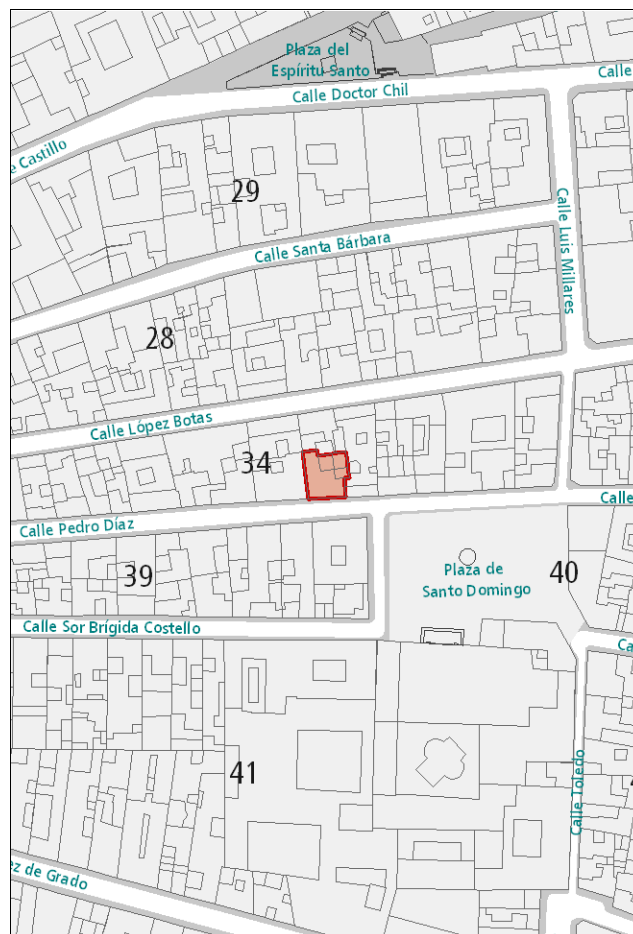 Plaza del
Espíritu Santo
Calle Doctor Chil
Calle
e Castillo
29
Calle Santa Bárbara
Calle Luis Millares
28
Calle López Botas
34
Calle
Calle Pedro Díaz
39
Plaza de
Santo Domingo
40
Calle Sor Brígida Costello
Ca
41
Calle Toledo
ez de Grado